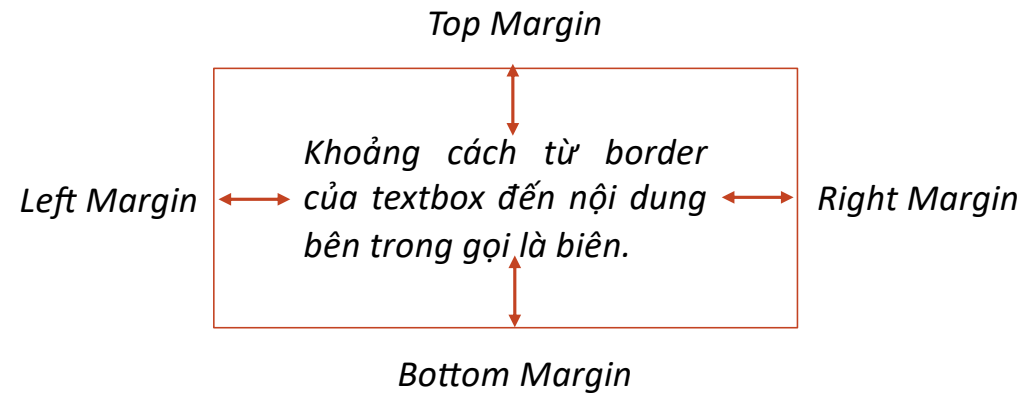 Top Margin
Khoảng cách từ border
Left Margin của textbox đến nội dung Right Margin
bên trong gọi là biên.
Bottom Margin